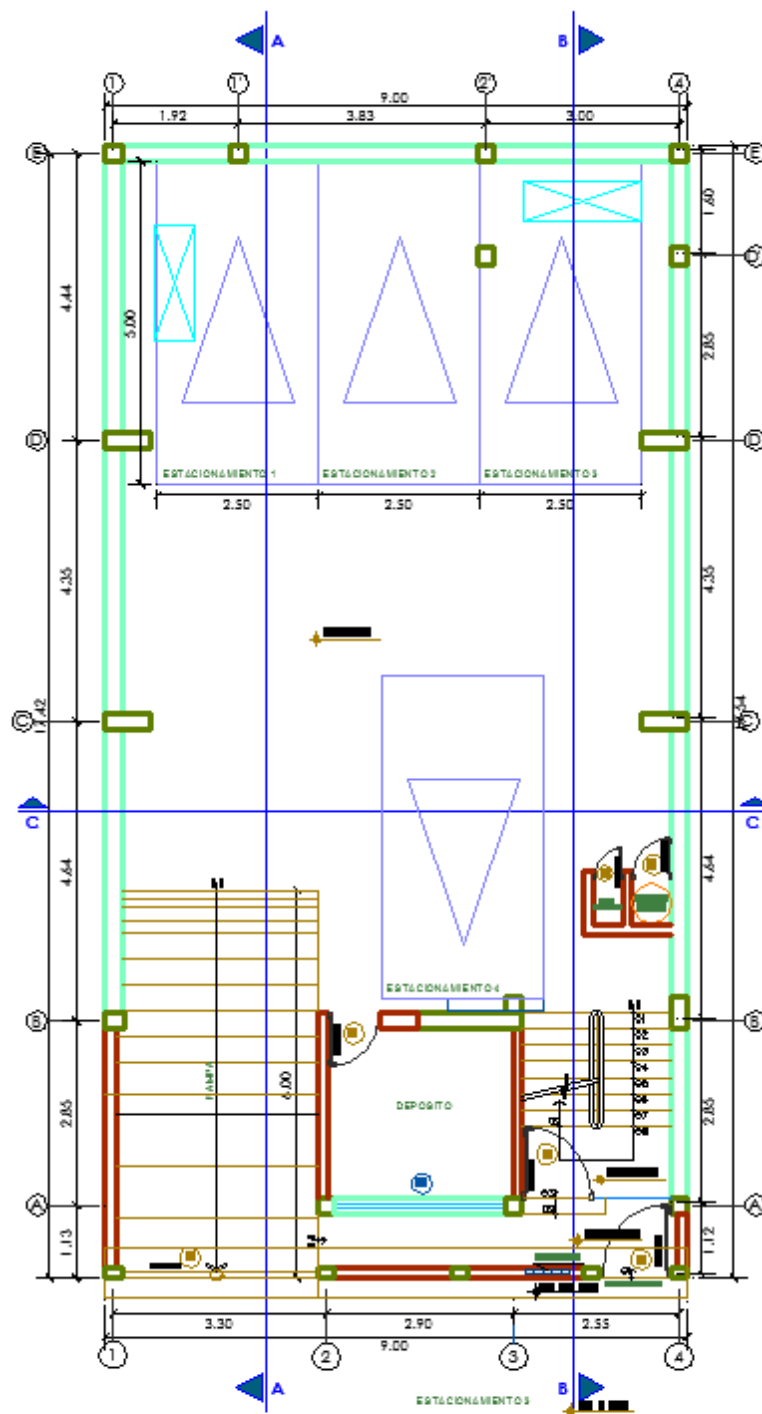 A
B
1
1'
2'
4
9.00
1.92
3.83
3.00
E
E
1.60
D'
4.44
5.00
2.85
D
D
ESTACIONAMIENTO 1
ESTACIONAMIENTO 2
ESTACIONAMIENTO 3
2.50
2.50
2.50
4.35
4.35
C
C
C
4.64
4.64
ESTACIONAMIENTO 4
B
B
RAMPA
6.00
DEPOSITO
2.85
2.85
A
A
1.13
1.12
3.30
2.90
2.55
1
2
3
4
9.00
A
B
ESTACIONAMIENTO 3